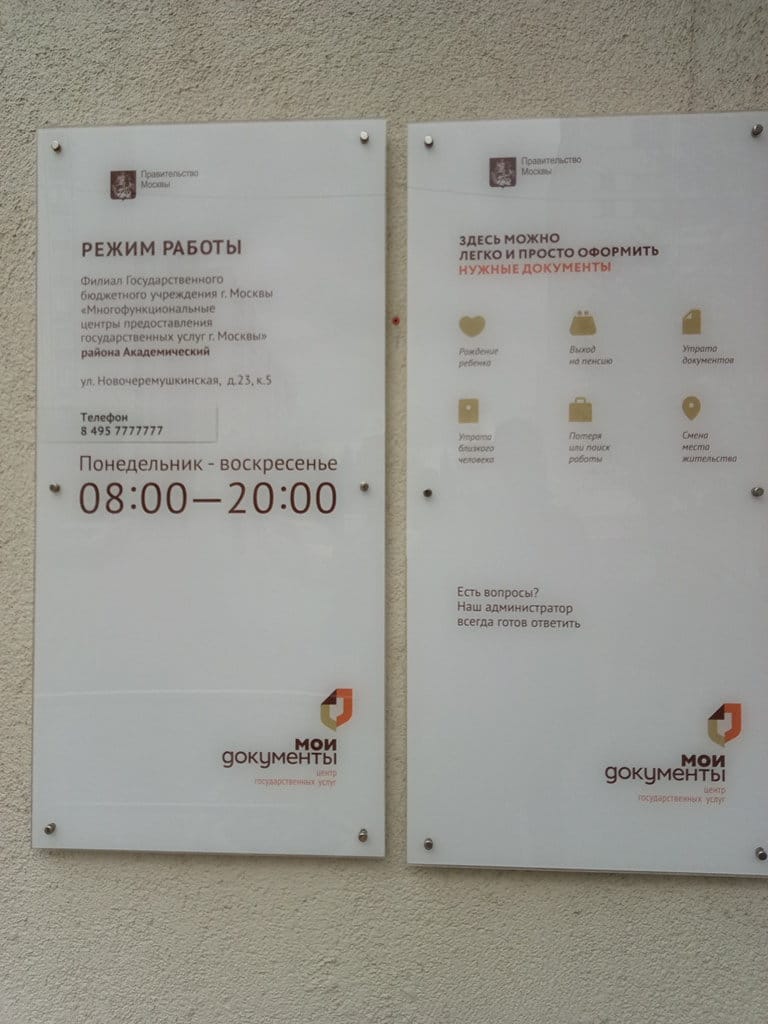 Правительство
Москвы
РЕЖИМ РАБОТЫ
Филиал Государственного
бюджетного учреждения г. Москвы
«Многофункциональные
центры предоставления
государственных услуг г. Москвы»
района Академический
ул. Новочеремушкинская, д.23, к.5
Телефон
8 495 7777777
Понедельник - воскресенье
08:00—20:00
мои
документы
центр
государственных услуг
Правительство
Москвы
ЗДЕСЬ МОЖНО
ЛЕГКО И ПРОСТО ОФОРМИТЬ
НУЖНЫЕ ДОКУМЕНТЫ
Рождение
ребенка
Выход
на пенсию
Утрата
документов
Утрата
близкого
человека
Потеря
или поиск
работы
Смена
места
жительства
Есть вопросы?
Наш администратор
всегда готов ответить
мои
документы
центр
государственных услуг